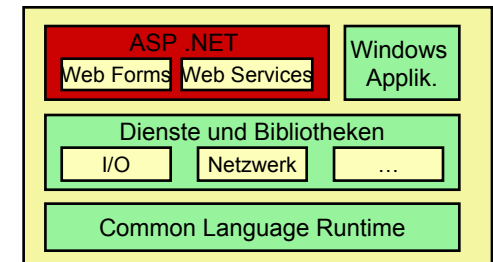 ASP .NET
Web Forms Web Services
Windows
Applik.
Dienste und Bibliotheken
I/O Netzwerk …
Common Language Runtime